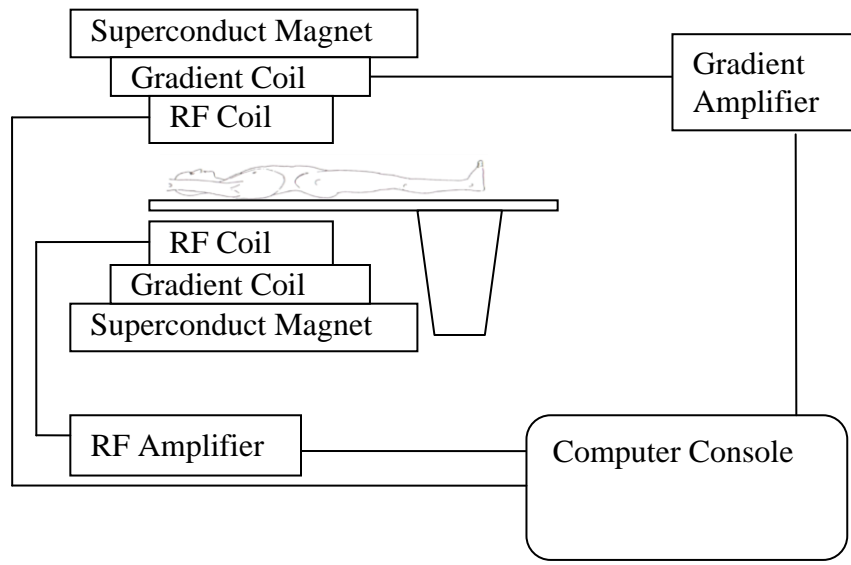 Superconduct Magnet
Gradient Coil
RF Coil
Gradient
Amplifier
RF Coil
Gradient Coil
Superconduct Magnet
RF Amplifier
Computer Console